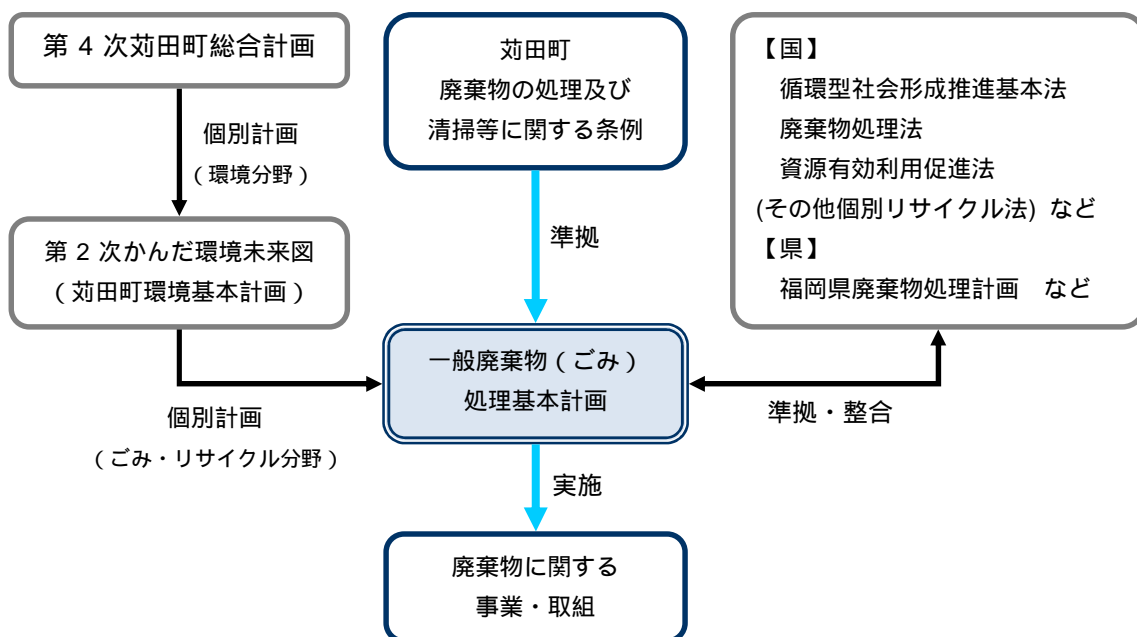 第 4 次苅田町総合計画
個別計画
(環境分野)
第 2 次かんだ環境未来図
(苅田町環境基本計画)
個別計画
(ごみ・リサイクル分野)
苅田町
廃棄物の処理及び
清掃等に関する条例
準拠
一般廃棄物(ごみ)
処理基本計画
実施
廃棄物に関する
事業・取組
【国】
循環型社会形成推進基本法
廃棄物処理法
資源有効利用促進法
(その他個別リサイクル法) など
【県】
福岡県廃棄物処理計画 など
準拠・整合